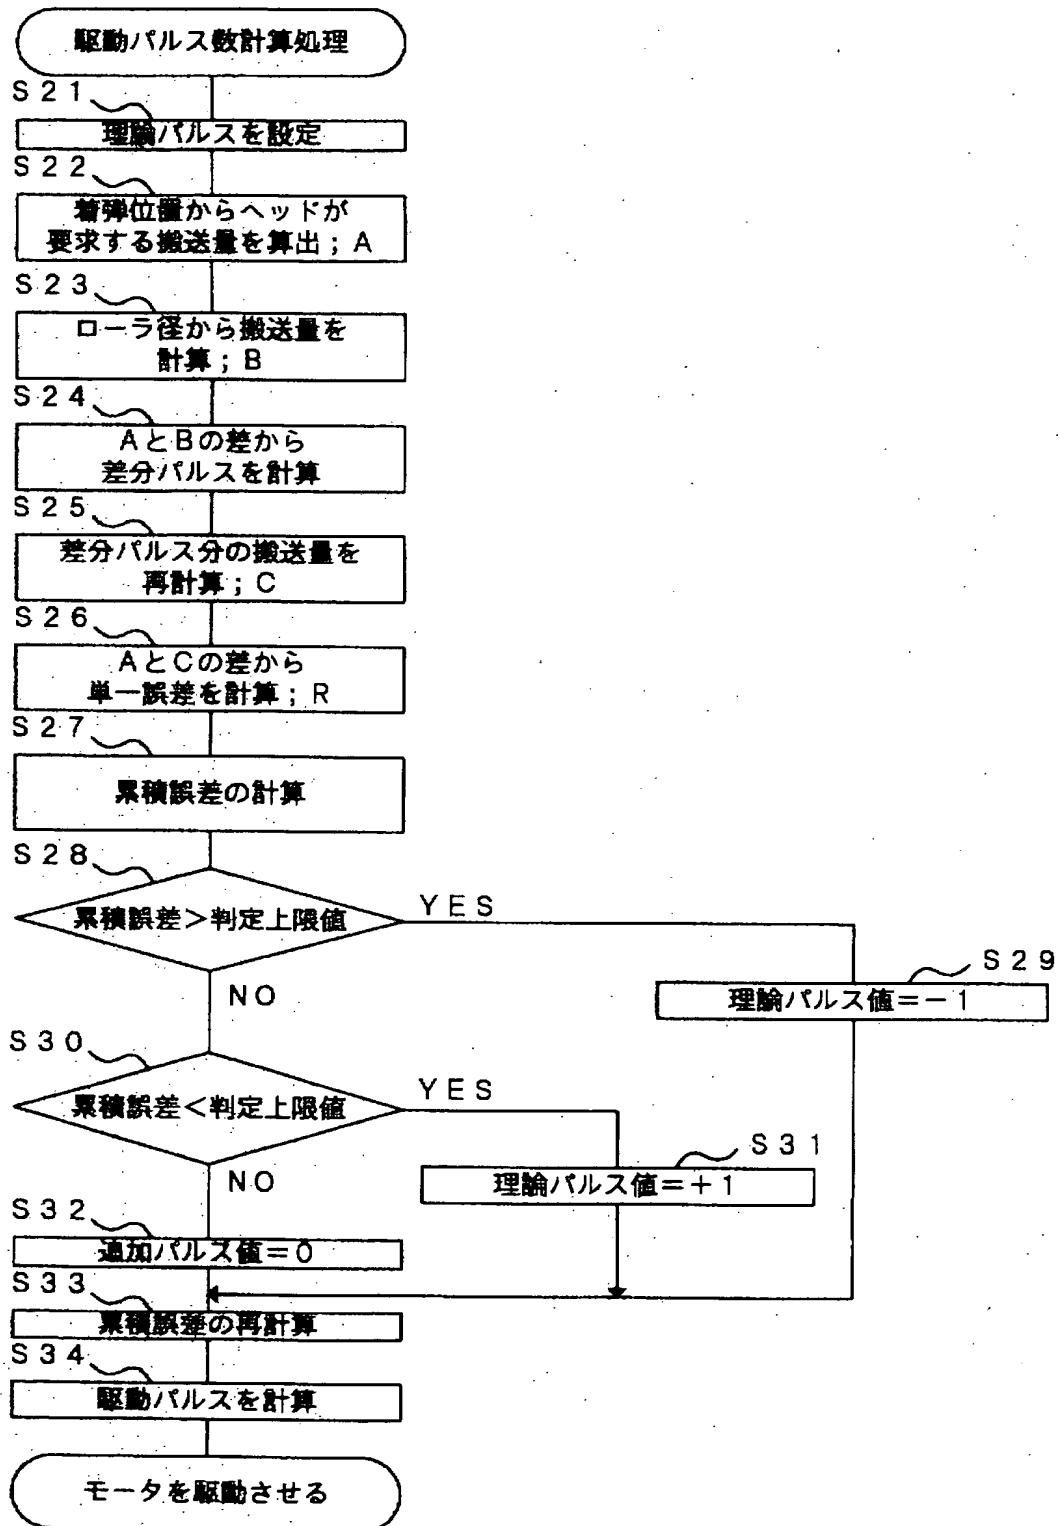 駆動パルス数計算処理
S21
理論パルスを設定
S22
着弾位置からヘッドが
要求する搬送量を算出；A
S23
ローラ径から搬送量を
計算；B
S24
AとBの差から
差分パルスを計算
S25
差分パルス分の搬送量を
再計算；C
S26
AとCの差から
単一誤差を計算；R
S27
累積誤差の計算
S28
累積誤差＞判定上限値
YES
S29
理論パルス値＝－1
NO
S30
累積誤差＜判定上限値
YES
S31
理論パルス値＝＋1
NO
S32
追加パルス値＝0
S33
累積誤差の再計算
S34
駆動パルスを計算
モータを駆動させる